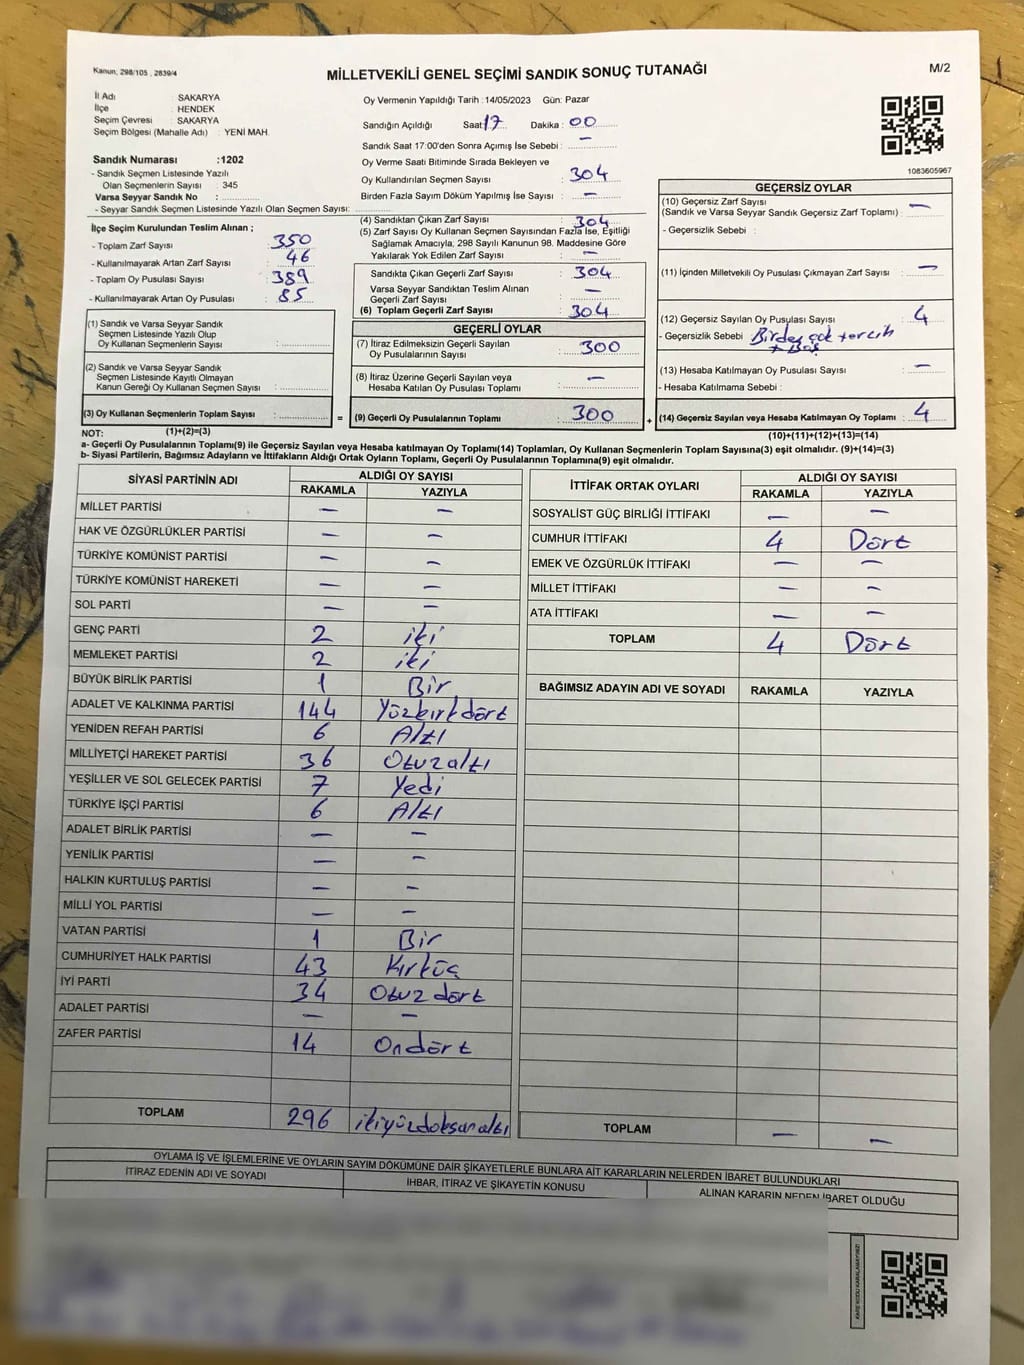 Kanun, 298/105 , 2839/4
MİLLETVEKİLİ GENEL SEÇİMİ SANDIK SONUÇ TUTANAĞI
M/2
İl Adı : SAKARYA
İlçe : HENDEK
Seçim Çevresi : SAKARYA
Seçim Bölgesi (Mahalle Adı) : YENİ MAH.
Sandık Numarası :1202
- Sandık Seçmen Listesinde Yazılı
Olan Seçmenlerin Sayısı : 345
Varsa Seyyar Sandık No :
- Seyyar Sandık Seçmen Listesinde Yazılı Olan Seçmen Sayısı:
Oy Vermenin Yapıldığı Tarih :14/05/2023 Gün: Pazar
Sandığın Açıldığı Saat 17 Dakika : 00
Sandık Saat 17:00'den Sonra Açımış İse Sebebi : —
Oy Verme Saati Bitiminde Sırada Bekleyen ve
Oy Kullandırılan Seçmen Sayısı : 304
Birden Fazla Sayım Döküm Yapılmış İse Sayısı : —
1083605967
İlçe Seçim Kurulundan Teslim Alınan ;
- Toplam Zarf Sayısı : 350
- Kullanılmayarak Artan Zarf Sayısı : 46
- Toplam Oy Pusulası Sayısı : 389
- Kullanılmayarak Artan Oy Pusulası : 85
(4) Sandıktan Çıkan Zarf Sayısı : 304
(5) Zarf Sayısı Oy Kullanan Seçmen Sayısından Fazla İse, Eşitliği
Sağlamak Amacıyla, 298 Sayılı Kanunun 98. Maddesine Göre
Yakılarak Yok Edilen Zarf Sayısı : —
Sandıkta Çıkan Geçerli Zarf Sayısı : 304
Varsa Seyyar Sandıktan Teslim Alınan
Geçerli Zarf Sayısı : —
(6) Toplam Geçerli Zarf Sayısı : 304
GEÇERSİZ OYLAR
(10) Geçersiz Zarf Sayısı
(Sandık ve Varsa Seyyar Sandık Geçersiz Zarf Toplamı) : —
- Geçersizlik Sebebi :
(11) İçinden Milletvekili Oy Pusulası Çıkmayan Zarf Sayısı : —
(12) Geçersiz Sayılan Oy Pusulası Sayısı : 4
- Geçersizlik Sebebi : Birden çok tercih
+ Boş
(13) Hesaba Katılmayan Oy Pusulası Sayısı : —
- Hesaba Katılmama Sebebi :
(1) Sandık ve Varsa Seyyar Sandık
Seçmen Listesinde Yazılı Olup
Oy Kullanan Seçmenlerin Sayısı :
(2) Sandık ve Varsa Seyyar Sandık
Seçmen Listesinde Kayıtlı Olmayan
Kanun Gereği Oy Kullanan Seçmen Sayısı :
GEÇERLİ OYLAR
(7) İtiraz Edilmeksizin Geçerli Sayılan
Oy Pusulalarının Sayısı : 300
(8) İtiraz Üzerine Geçerli Sayılan veya
Hesaba Katılan Oy Pusulası Toplamı : —
(3) Oy Kullanan Seçmenlerin Toplam Sayısı : = (9) Geçerli Oy Pusulalarının Toplamı : 300 + (14) Geçersiz Sayılan veya Hesaba Katılmayan Oy Toplamı : 4
NOT: (1)+(2)=(3) (10)+(11)+(12)+(13)=(14)
a- Geçerli Oy Pusulalarının Toplamı(9) ile Geçersiz Sayılan veya Hesaba katılmayan Oy Toplamı(14) Toplamları, Oy Kullanan Seçmenlerin Toplam Sayısına(3) eşit olmalıdır. (9)+(14)=(3)
b- Siyasi Partilerin, Bağımsız Adayların ve İttifakların Aldığı Ortak Oyların Toplamı, Geçerli Oy Pusulalarının Toplamına(9) eşit olmalıdır.
SİYASİ PARTİNİN ADI ALDIĞI OY SAYISI
RAKAMLA YAZIYLA
MİLLET PARTİSİ — —
HAK VE ÖZGÜRLÜKLER PARTİSİ — —
TÜRKİYE KOMÜNİST PARTİSİ — —
TÜRKİYE KOMÜNİST HAREKETİ — —
SOL PARTİ — —
GENÇ PARTİ 2 iki
MEMLEKET PARTİSİ 2 iki
BÜYÜK BİRLİK PARTİSİ 1 Bir
ADALET VE KALKINMA PARTİSİ 144 Yüzkırkdört
YENİDEN REFAH PARTİSİ 6 Altı
MİLLİYETÇİ HAREKET PARTİSİ 36 Otuzaltı
YEŞİLLER VE SOL GELECEK PARTİSİ 7 Yedi
TÜRKİYE İŞÇİ PARTİSİ 6 Altı
ADALET BİRLİK PARTİSİ — —
YENİLİK PARTİSİ — —
HALKIN KURTULUŞ PARTİSİ — —
MİLLİ YOL PARTİSİ — —
VATAN PARTİSİ 1 Bir
CUMHURİYET HALK PARTİSİ 43 Kırküç
İYİ PARTİ 34 Otuz dört
ADALET PARTİSİ — —
ZAFER PARTİSİ 14 Ondört
TOPLAM 296 ikiyüzdoksanaltı
İTTİFAK ORTAK OYLARI ALDIĞI OY SAYISI
RAKAMLA YAZIYLA
SOSYALİST GÜÇ BİRLİĞİ İTTİFAKI — —
CUMHUR İTTİFAKI 4 Dört
EMEK VE ÖZGÜRLÜK İTTİFAKI — —
MİLLET İTTİFAKI — —
ATA İTTİFAKI — —
TOPLAM 4 Dört
BAĞIMSIZ ADAYIN ADI VE SOYADI RAKAMLA YAZIYLA
TOPLAM — —
OYLAMA İŞ VE İŞLEMLERİNE VE OYLARIN SAYIM DÖKÜMÜNE DAİR ŞİKAYETLERLE BUNLARA AİT KARARLARIN NELERDEN İBARET BULUNDUKLARI
İTİRAZ EDENİN ADI VE SOYADI İHBAR, İTİRAZ VE ŞİKAYETİN KONUSU ALINAN KARARIN NEDEN İBARET OLDUĞU
KARE KODU KARALAMAYINIZ!